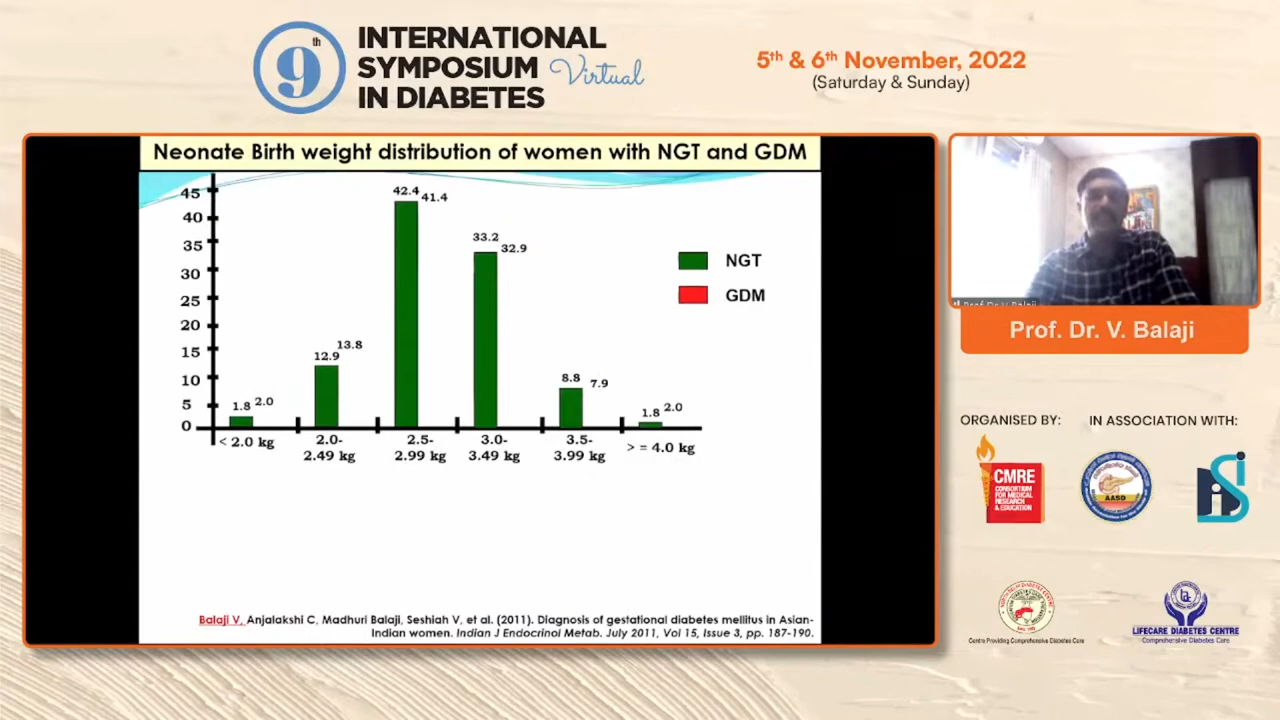 9th
INTERNATIONAL
SYMPOSIUM Virtual
IN DIABETES
5th & 6th November, 2022
(Saturday & Sunday)
Neonate Birth weight distribution of women with NGT and GDM
45
40
35
30
25
20
15
10
5
0
1.8 2.0
12.9 13.8
42.4 41.4
33.2 32.9
8.8 7.9
1.8 2.0
< 2.0 kg
2.0-
2.49 kg
2.5-
2.99 kg
3.0-
3.49 kg
3.5-
3.99 kg
> = 4.0 kg
NGT
GDM
Balaji V, Anjalakshi C, Madhuri Balaji, Seshiah V, et al. (2011). Diagnosis of gestational diabetes mellitus in Asian-
Indian women. Indian J Endocrinol Metab. July 2011, Vol 15, Issue 3, pp. 187-190.
Prof. Dr. V. Balaji
Prof. Dr. V. Balaji
ORGANISED BY:
IN ASSOCIATION WITH:
CMRE
CONSORTIUM
FOR MEDICAL
RESEARCH
& EDUCATION
AASD
Centre Providing Comprehensive Diabetes Care
LIFECARE DIABETES CENTRE
Comprehensive Diabetes Care